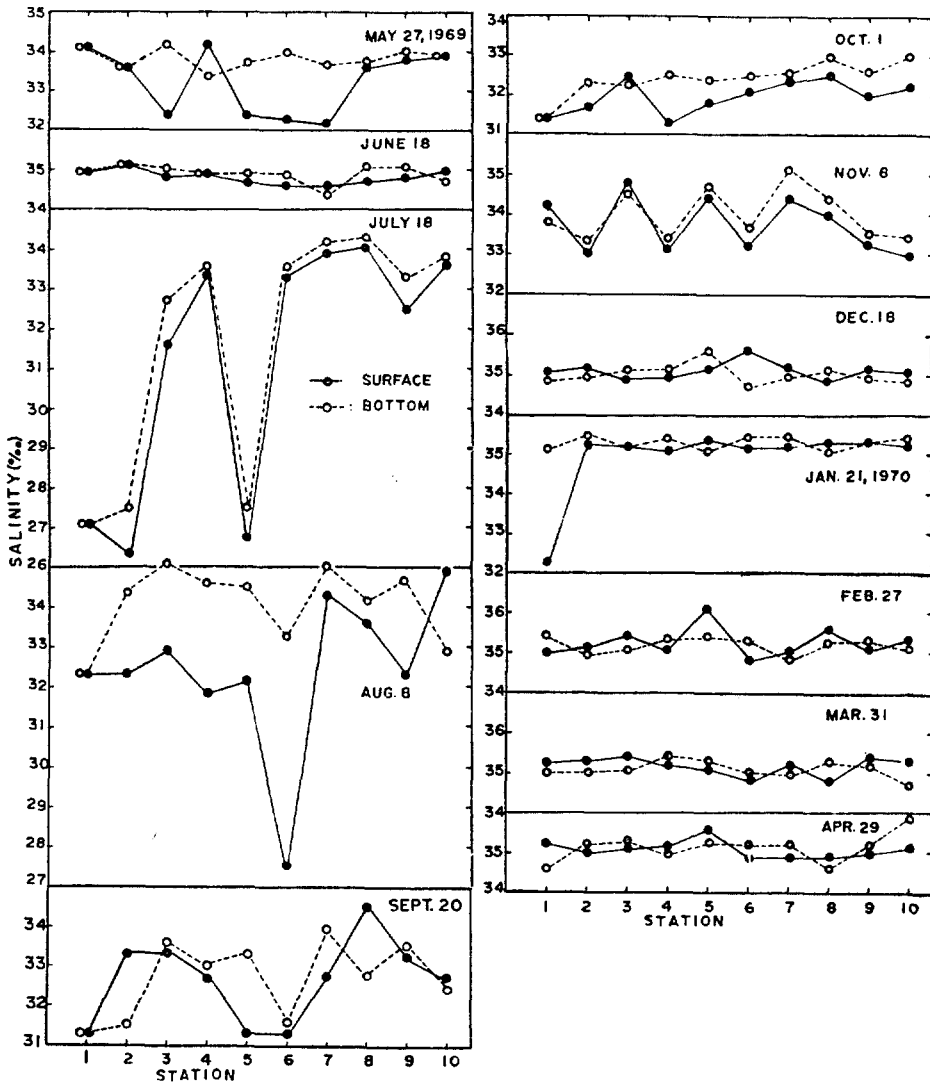 35
34
33
32
MAY 27, 1969
JUNE 18
35
34
JULY 18
34
33
32
31
30
29
28
27
26
SURFACE
BOTTOM
SALINITY (‰)
34
33
32
31
30
29
28
27
AUG. 8
SEPT. 20
34
33
32
31
1 2 3 4 5 6 7 8 9 10
STATION
OCT. 1
34
33
32
31
NOV. 6
35
34
33
32
DEC. 18
36
35
34
35
34
33
32
JAN. 21, 1970
FEB. 27
36
35
34
MAR. 31
36
35
34
APR. 29
35
34
1 2 3 4 5 6 7 8 9 10
STATION